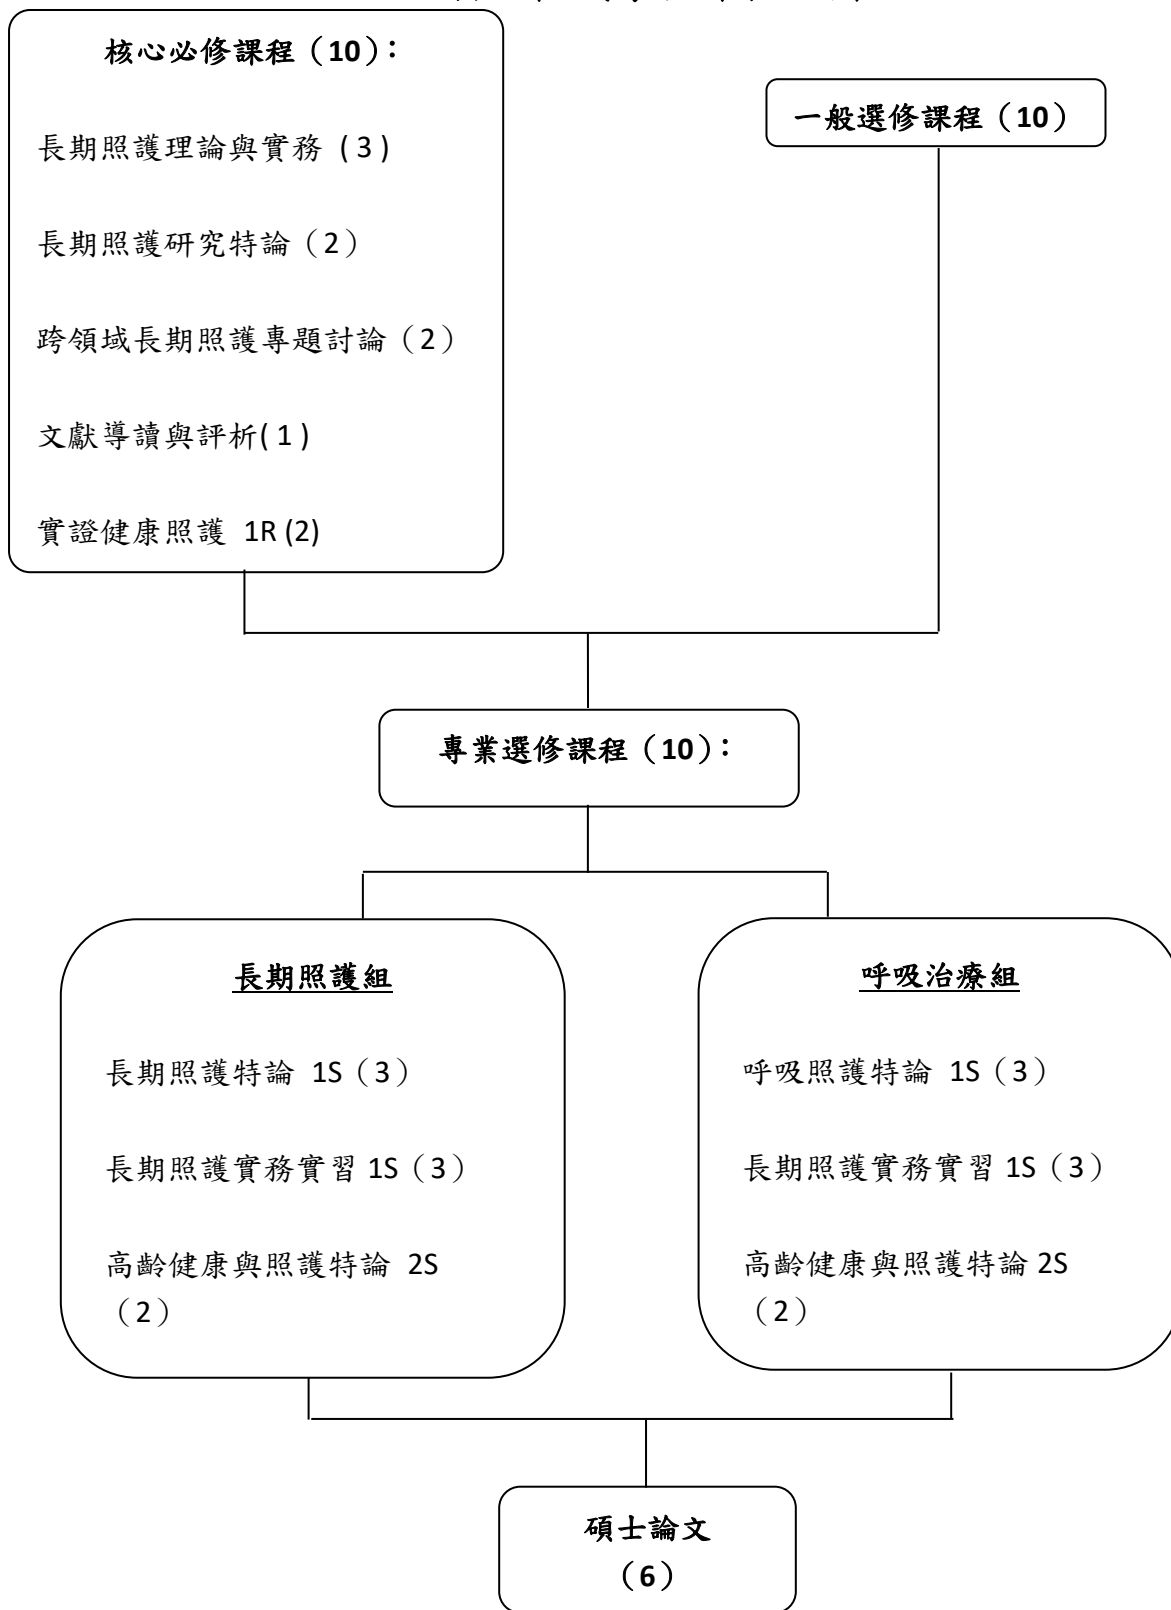 核心必修課程（10）：
一般選修課程（10）
長期照護理論與實務 (3)
長期照護研究特論（2）
跨領域長期照護專題討論（2）
文獻導讀與評析(1)
實證健康照護 1R (2)
專業選修課程（10）：
長期照護組
長期照護特論 1S（3）
長期照護實務實習 1S（3）
高齡健康與照護特論 2S
（2）
呼吸治療組
呼吸照護特論 1S（3）
長期照護實務實習 1S（3）
高齡健康與照護特論 2S
（2）
碩士論文
（6）